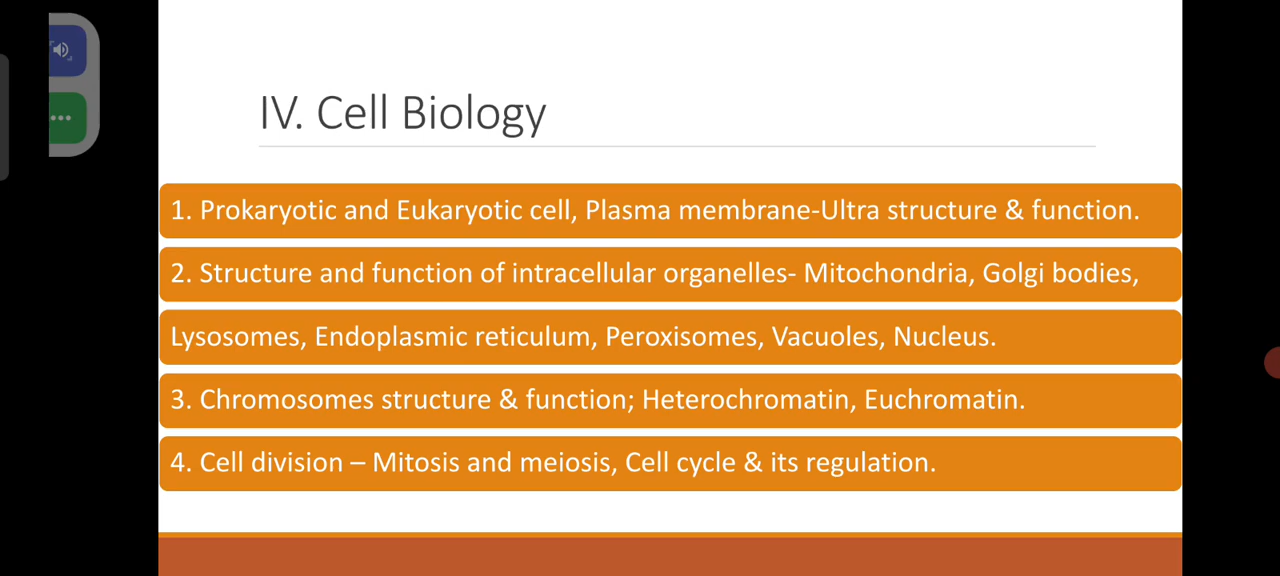 IV. Cell Biology
1. Prokaryotic and Eukaryotic cell, Plasma membrane-Ultra structure & function.
2. Structure and function of intracellular organelles- Mitochondria, Golgi bodies,
Lysosomes, Endoplasmic reticulum, Peroxisomes, Vacuoles, Nucleus.
3. Chromosomes structure & function; Heterochromatin, Euchromatin.
4. Cell division – Mitosis and meiosis, Cell cycle & its regulation.